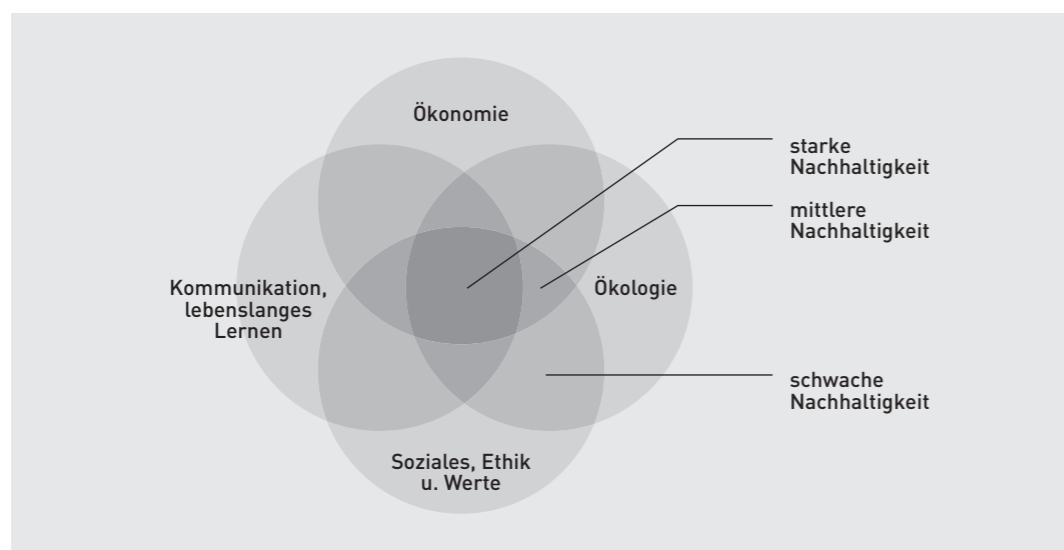 Ökonomie
starke
Nachhaltigkeit
mittlere
Nachhaltigkeit
Kommunikation,
lebenslanges
Lernen
Ökologie
schwache
Nachhaltigkeit
Soziales, Ethik
u. Werte